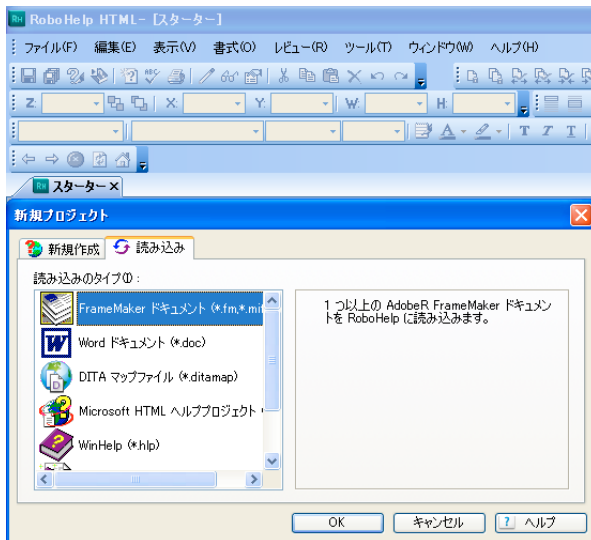 RoboHelp HTML- [スターター]
ファイル(F) 編集(E) 表示(V) 書式(O) レビュー(R) ツール(T) ウィンドウ(W) ヘルプ(H)
Z: X: Y: W: H:
A T T T
スターター ×
新規プロジェクト
新規作成 読み込み
読み込みのタイプ(I):
FrameMaker ドキュメント (*.fm,*.mif
Word ドキュメント (*.doc)
DITA マップファイル (*.ditamap)
Microsoft HTML ヘルププロジェクト
WinHelp (*.hlp)
1 つ以上の AdobeR FrameMaker ドキュメン
トを RoboHelp に読み込みます。
OK キャンセル ヘルプ